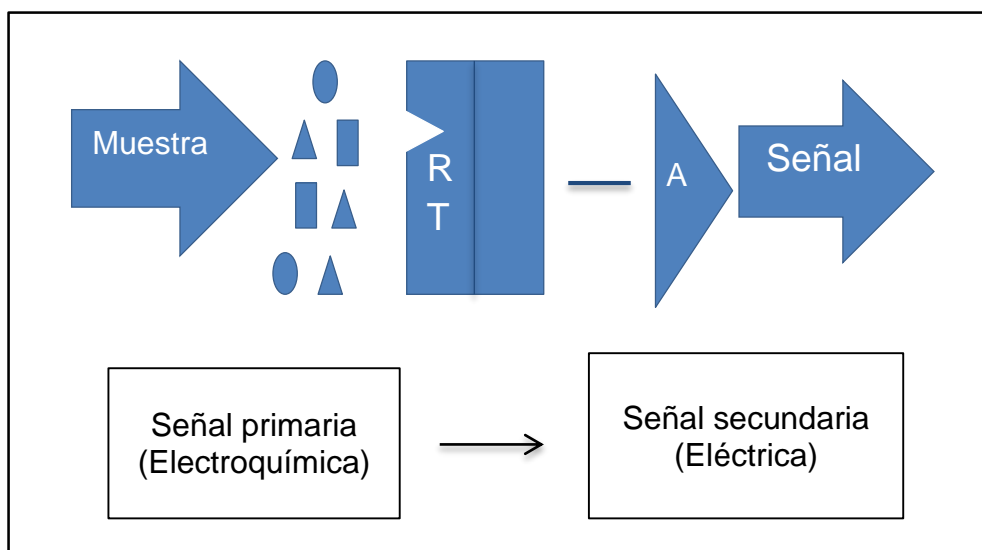 Muestra
R
T
A
Señal
Señal primaria
(Electroquímica)
Señal secundaria
(Eléctrica)